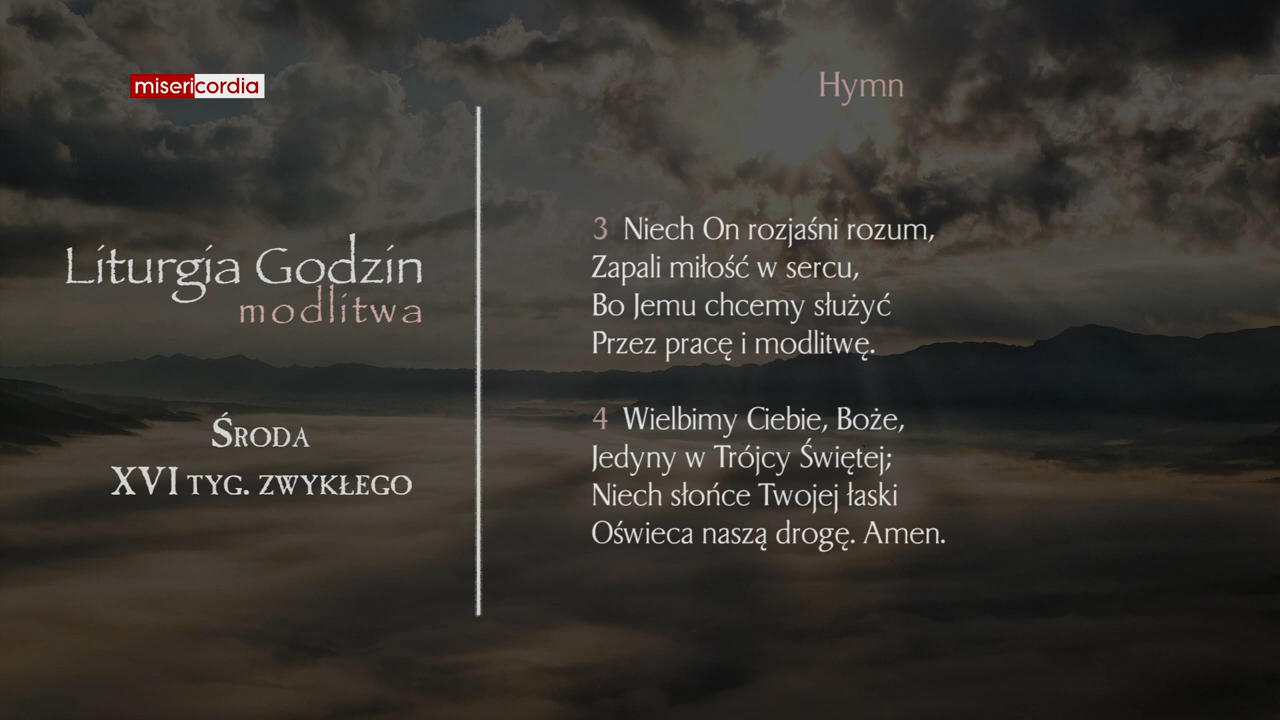 misericordia
Liturgia Godzin
modlitwa
Środa
XVI tyg. zwykłego
Hymn
3 Niech On rozjaśni rozum,
Zapali miłość w sercu,
Bo Jemu chcemy służyć
Przez pracę i modlitwę.
4 Wielbimy Ciebie, Boże,
Jedyny w Trójcy Świętej;
Niech słońce Twojej łaski
Oświeca naszą drogę. Amen.